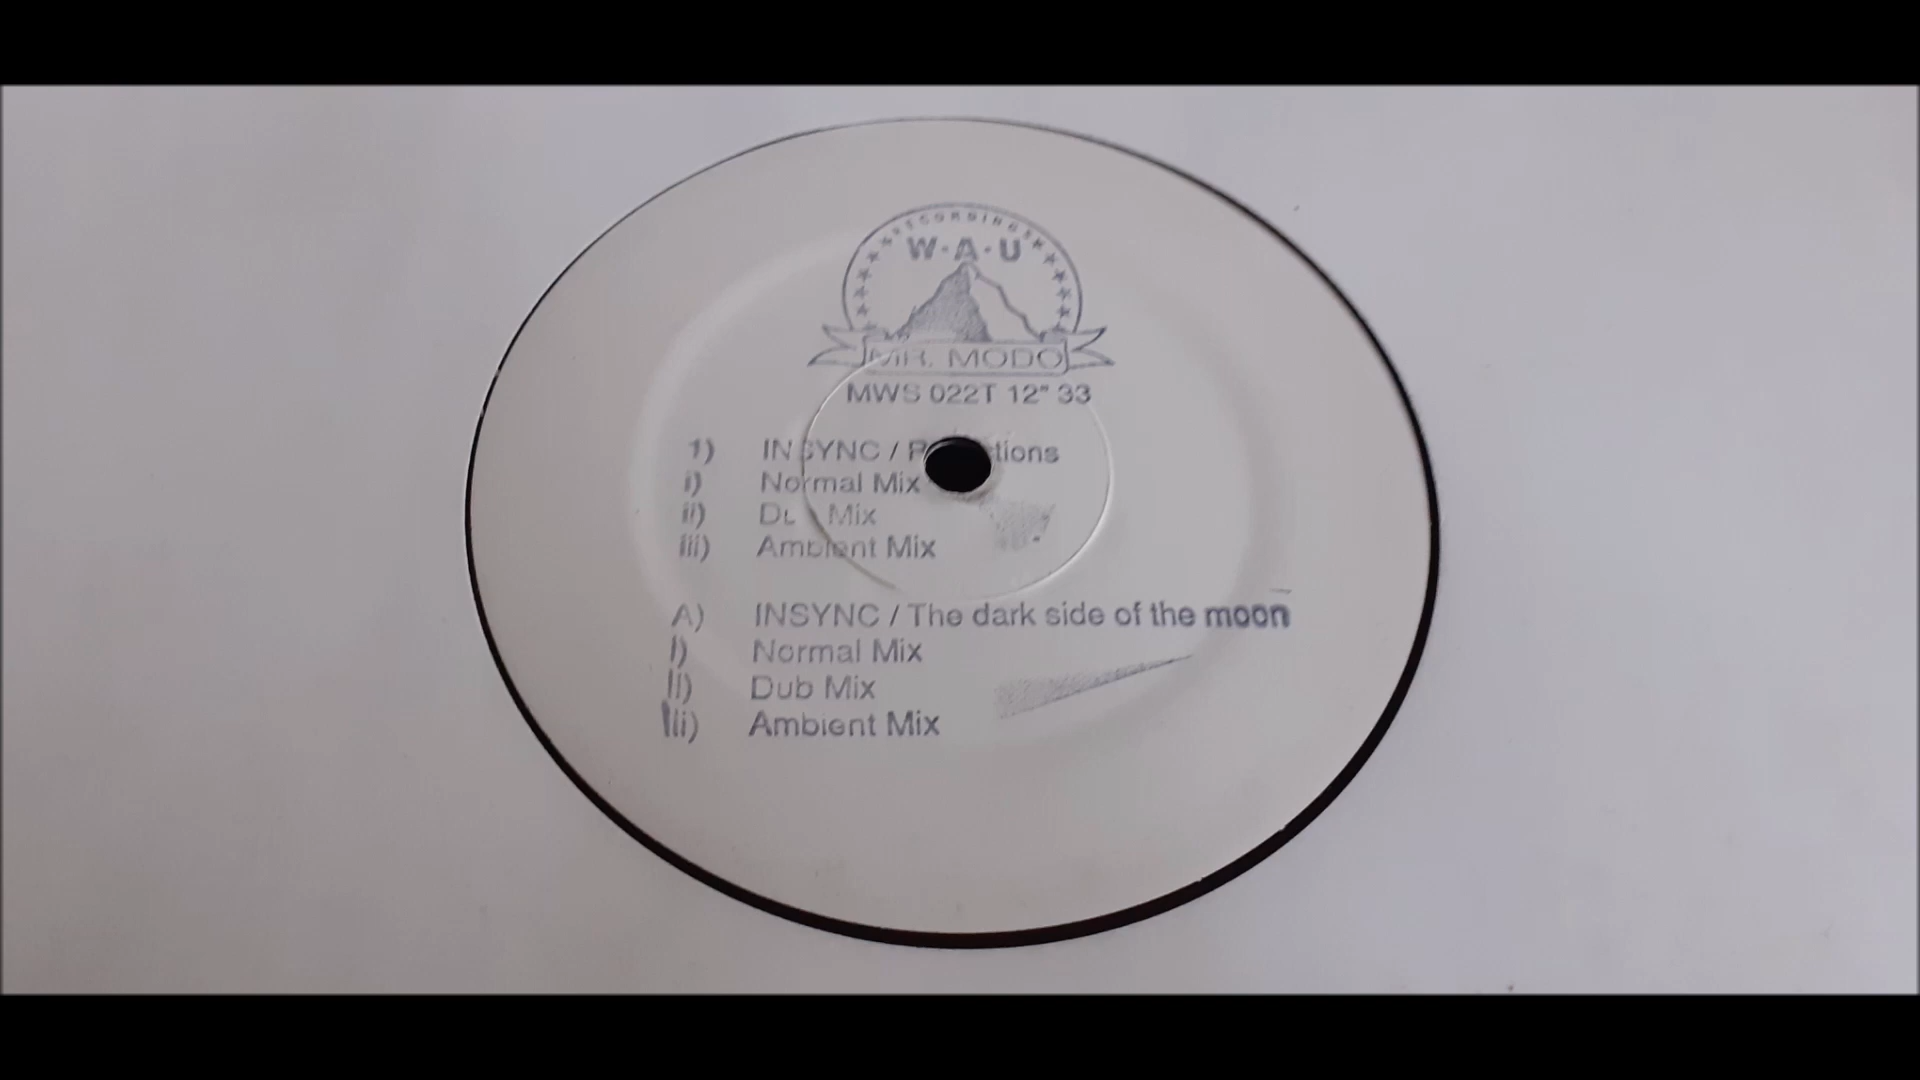 RECORDINGS
W·A·U
MR. MODO
MWS 022T 12" 33
1) INSYNC /
i) Normal Mix
ii) Mix
iii) Ambient Mix
A) INSYNC / The dark side of the moon
I) Normal Mix
Ii) Dub Mix
Iii) Ambient Mix